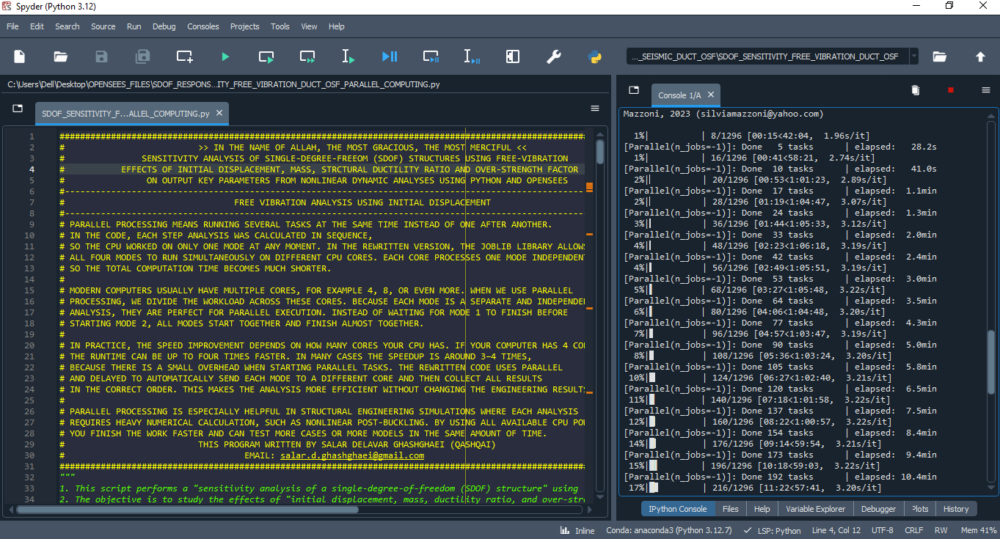 Spyder (Python 3.12)
File Edit Search Source Run Debug Consoles Projects Tools View Help
..._SEISMIC_DUCT_OSF\SDOF_SENSITIVITY_FREE_VIBRATION_DUCT_OSF
C:\Users\Dell\Desktop\OPENSEES_FILES\SDOF_RESPONS...ITY_FREE_VIBRATION_DUCT_OSF_PARALLEL_COMPUTING.py
SDOF_SENSITIVITY_F...ALLEL_COMPUTING.py
1 ####################################################################################################
2 # >> IN THE NAME OF ALLAH, THE MOST GRACIOUS, THE MOST MERCIFUL <<
3 # SENSITIVITY ANALYSIS OF SINGLE-DEGREE-FREEOM (SDOF) STRUCTURES USING FREE-VIBRATION
4 # EFFECTS OF INITIAL DISPLACEMENT, MASS, STRCTURAL DUCTILITY RATIO AND OVER-STRENGTH FACTOR
5 # ON OUTPUT KEY PARAMETERS FROM NONLINEAR DYNAMIC ANALYSES USING PYTHON AND OPENSEES
6 #---------------------------------------------------------------------------------------------------
7 # FREE VIBRATION ANALYSIS USING INITIAL DISPLACEMENT
8 #---------------------------------------------------------------------------------------------------
9 # PARALLEL PROCESSING MEANS RUNNING SEVERAL TASKS AT THE SAME TIME INSTEAD OF ONE AFTER ANOTHER.
10 # IN THE CODE, EACH STEP ANALYSIS WAS CALCULATED IN SEQUENCE,
11 # SO THE CPU WORKED ON ONLY ONE MODE AT ANY MOMENT. IN THE REWRITTEN VERSION, THE JOBLIB LIBRARY ALLOWS
12 # ALL FOUR MODES TO RUN SIMULTANEOUSLY ON DIFFERENT CPU CORES. EACH CORE PROCESSES ONE MODE INDEPENDENT
13 # SO THE TOTAL COMPUTATION TIME BECOMES MUCH SHORTER.
14 #
15 # MODERN COMPUTERS USUALLY HAVE MULTIPLE CORES, FOR EXAMPLE 4, 8, OR EVEN MORE. WHEN WE USE PARALLEL
16 # PROCESSING, WE DIVIDE THE WORKLOAD ACROSS THESE CORES. BECAUSE EACH MODE IS A SEPARATE AND INDEPENDEN
17 # ANALYSIS, THEY ARE PERFECT FOR PARALLEL EXECUTION. INSTEAD OF WAITING FOR MODE 1 TO FINISH BEFORE
18 # STARTING MODE 2, ALL MODES START TOGETHER AND FINISH ALMOST TOGETHER.
19 #
20 # IN PRACTICE, THE SPEED IMPROVEMENT DEPENDS ON HOW MANY CORES YOUR CPU HAS. IF YOUR COMPUTER HAS 4 COR
21 # THE RUNTIME CAN BE UP TO FOUR TIMES FASTER. IN MANY CASES THE SPEEDUP IS AROUND 3–4 TIMES,
22 # BECAUSE THERE IS A SMALL OVERHEAD WHEN STARTING PARALLEL TASKS. THE REWRITTEN CODE USES PARALLEL
23 # AND DELAYED TO AUTOMATICALLY SEND EACH MODE TO A DIFFERENT CORE AND THEN COLLECT ALL RESULTS
24 # IN THE CORRECT ORDER. THIS MAKES THE ANALYSIS MORE EFFICIENT WITHOUT CHANGING THE ENGINEERING RESULTS
25 #
26 # PARALLEL PROCESSING IS ESPECIALLY HELPFUL IN STRUCTURAL ENGINEERING SIMULATIONS WHERE EACH ANALYSIS
27 # REQUIRES HEAVY NUMERICAL CALCULATION, SUCH AS NONLINEAR POST-BUCKLING. BY USING ALL AVAILABLE CPU POW
28 # YOU FINISH THE WORK FASTER AND CAN TEST MORE CASES OR MORE MODELS IN THE SAME AMOUNT OF TIME.
29 # THIS PROGRAM WRITTEN BY SALAR DELAVAR GHASHGHAEI (QASHQAI)
30 # EMAIL: salar.d.ghashghaei@gmail.com
31 ####################################################################################################
32 """
33 1. This script performs a "sensitivity analysis of a single-degree-of-freedom (SDOF) structure" using
34 2. The objective is to study the effects of "initial displacement, mass, ductility ratio, and over-stre
Console 1/A
Mazzoni, 2023 (silviamazzoni@yahoo.com)
1%| | 8/1296 [00:15<42:04, 1.96s/it]
[Parallel(n_jobs=-1)]: Done 5 tasks | elapsed: 28.2s
1%| | 16/1296 [00:41<58:21, 2.74s/it]
[Parallel(n_jobs=-1)]: Done 10 tasks | elapsed: 41.0s
2%| | 20/1296 [00:53<1:01:23, 2.89s/it]
[Parallel(n_jobs=-1)]: Done 17 tasks | elapsed: 1.1min
2%| | 28/1296 [01:19<1:04:47, 3.07s/it]
[Parallel(n_jobs=-1)]: Done 24 tasks | elapsed: 1.3min
3%| | 36/1296 [01:44<1:05:33, 3.12s/it]
[Parallel(n_jobs=-1)]: Done 33 tasks | elapsed: 2.0min
4%| | 48/1296 [02:23<1:06:18, 3.19s/it]
[Parallel(n_jobs=-1)]: Done 42 tasks | elapsed: 2.4min
4%| | 56/1296 [02:49<1:05:51, 3.19s/it]
[Parallel(n_jobs=-1)]: Done 53 tasks | elapsed: 3.0min
5%| | 68/1296 [03:27<1:05:48, 3.22s/it]
[Parallel(n_jobs=-1)]: Done 64 tasks | elapsed: 3.5min
6%| | 80/1296 [04:06<1:04:48, 3.20s/it]
[Parallel(n_jobs=-1)]: Done 77 tasks | elapsed: 4.3min
7%| | 96/1296 [04:57<1:03:47, 3.19s/it]
[Parallel(n_jobs=-1)]: Done 90 tasks | elapsed: 5.0min
8%| | 108/1296 [05:36<1:03:24, 3.20s/it]
[Parallel(n_jobs=-1)]: Done 105 tasks | elapsed: 5.8min
10%| | 124/1296 [06:27<1:02:40, 3.21s/it]
[Parallel(n_jobs=-1)]: Done 120 tasks | elapsed: 6.5min
11%| | 140/1296 [07:18<1:01:58, 3.22s/it]
[Parallel(n_jobs=-1)]: Done 137 tasks | elapsed: 7.5min
12%| | 160/1296 [08:22<1:00:57, 3.22s/it]
[Parallel(n_jobs=-1)]: Done 154 tasks | elapsed: 8.4min
14%| | 176/1296 [09:14<59:54, 3.21s/it]
[Parallel(n_jobs=-1)]: Done 173 tasks | elapsed: 9.4min
15%| | 196/1296 [10:18<59:03, 3.22s/it]
[Parallel(n_jobs=-1)]: Done 192 tasks | elapsed: 10.4min
17%| | 216/1296 [11:22<57:41, 3.20s/it]
IPython Console Files Help Variable Explorer Debugger Plots History
Inline Conda: anaconda3 (Python 3.12.7) LSP: Python Line 4, Col 12 UTF-8 CRLF RW Mem 41%